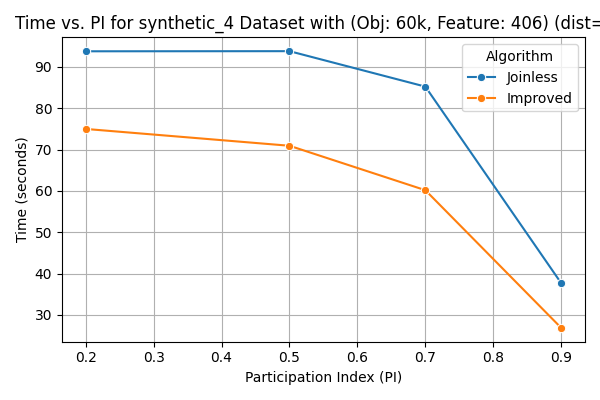 Time vs. PI for synthetic_4 Dataset with (Obj: 60k, Feature: 406) (dist=
Algorithm
Joinless
Improved
Time (seconds)
90
80
70
60
50
40
30
0.2 0.3 0.4 0.5 0.6 0.7 0.8 0.9
Participation Index (PI)